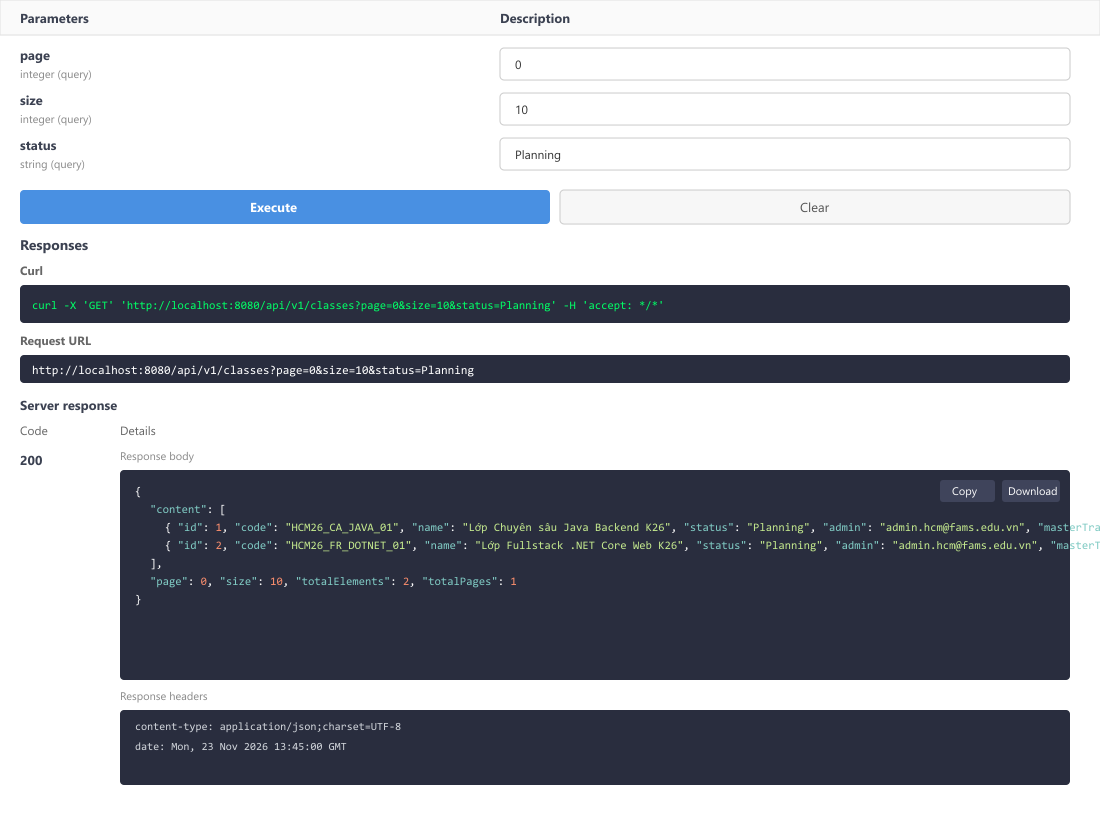 Parameters Description
page
integer (query)
0
size
integer (query)
10
status
string (query)
Planning
Execute Clear
Responses
Curl
curl -X 'GET' 'http://localhost:8080/api/v1/classes?page=0&size=10&status=Planning' -H 'accept: */*'
Request URL
http://localhost:8080/api/v1/classes?page=0&size=10&status=Planning
Server response
Code Details
200
Response body
Copy Download
{
"content": [
{ "id": 1, "code": "HCM26_CA_JAVA_01", "name": "Lớp Chuyên sâu Java Backend K26", "status": "Planning", "admin": "admin.hcm@fams.edu.vn", "masterTra
{ "id": 2, "code": "HCM26_FR_DOTNET_01", "name": "Lớp Fullstack .NET Core Web K26", "status": "Planning", "admin": "admin.hcm@fams.edu.vn", "masterT
],
"page": 0, "size": 10, "totalElements": 2, "totalPages": 1
}
Response headers
content-type: application/json;charset=UTF-8
date: Mon, 23 Nov 2026 13:45:00 GMT